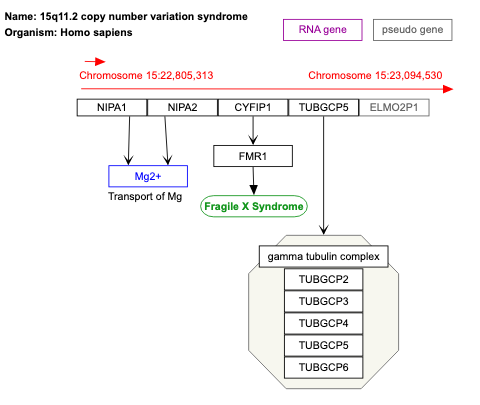 Name: 15q11.2 copy number variation syndrome
Organism: Homo sapiens
RNA gene
pseudo gene
Chromosome 15:22,805,313
Chromosome 15:23,094,530
NIPA1
NIPA2
CYFIP1
TUBGCP5
ELMO2P1
FMR1
Mg2+
Transport of Mg
Fragile X Syndrome
gamma tubulin complex
TUBGCP2
TUBGCP3
TUBGCP4
TUBGCP5
TUBGCP6